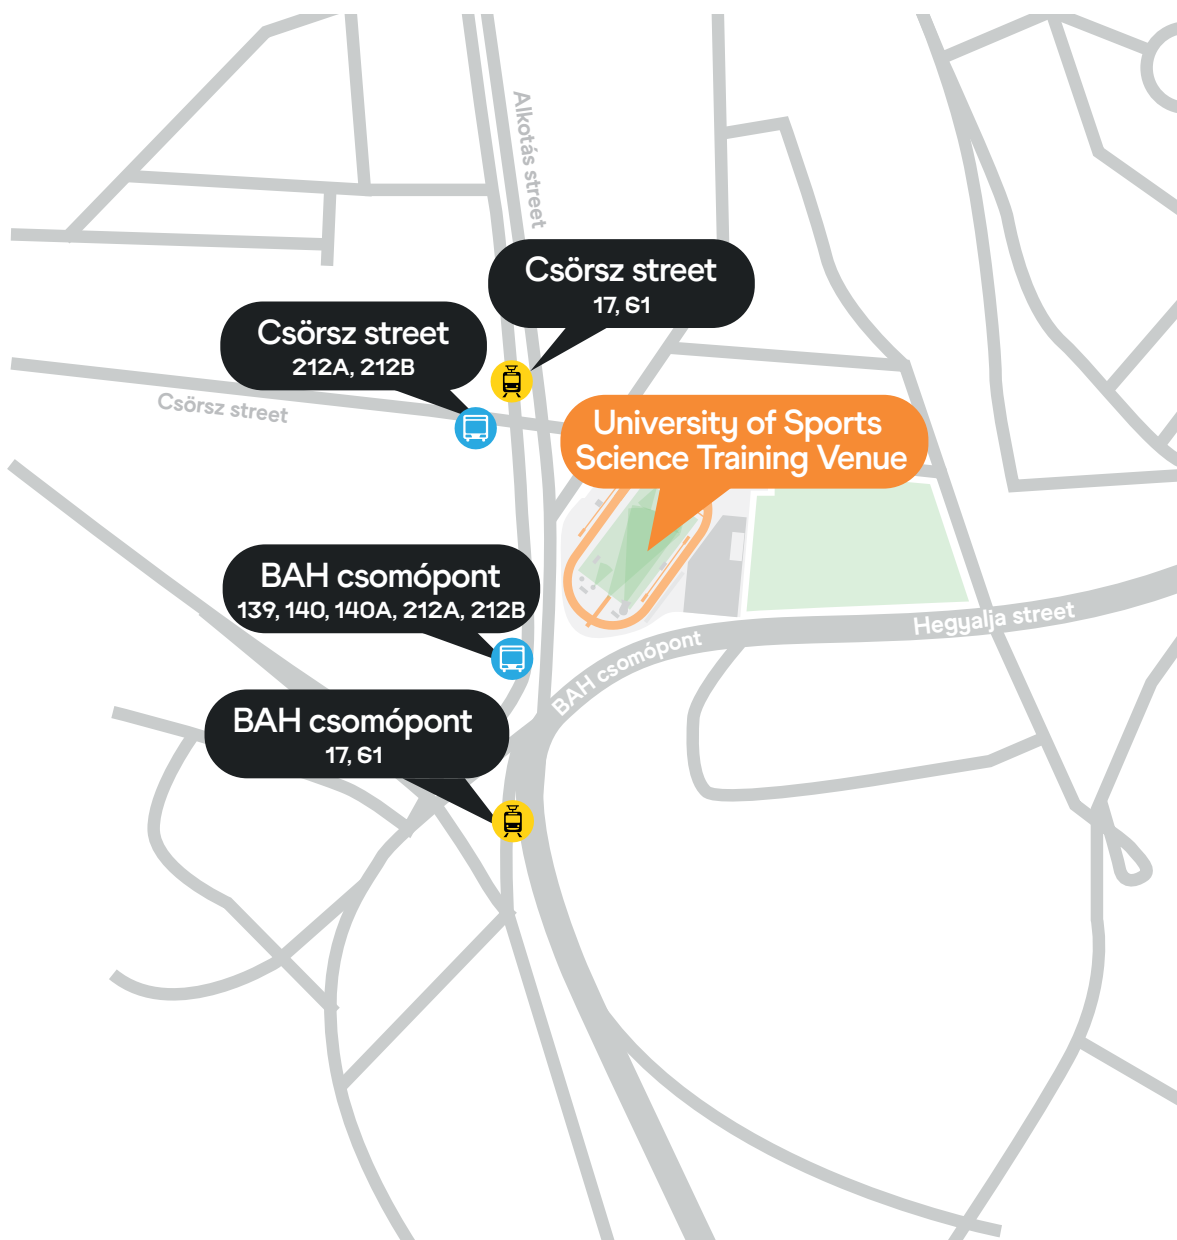 Alkotás street
Csörsz street
17, 61
Csörsz street
212A, 212B
Csörsz street
University of Sports
Science Training Venue
BAH csomópont
139, 140, 140A, 212A, 212B
Hegyalja street
BAH csomópont
BAH csomópont
17, 61